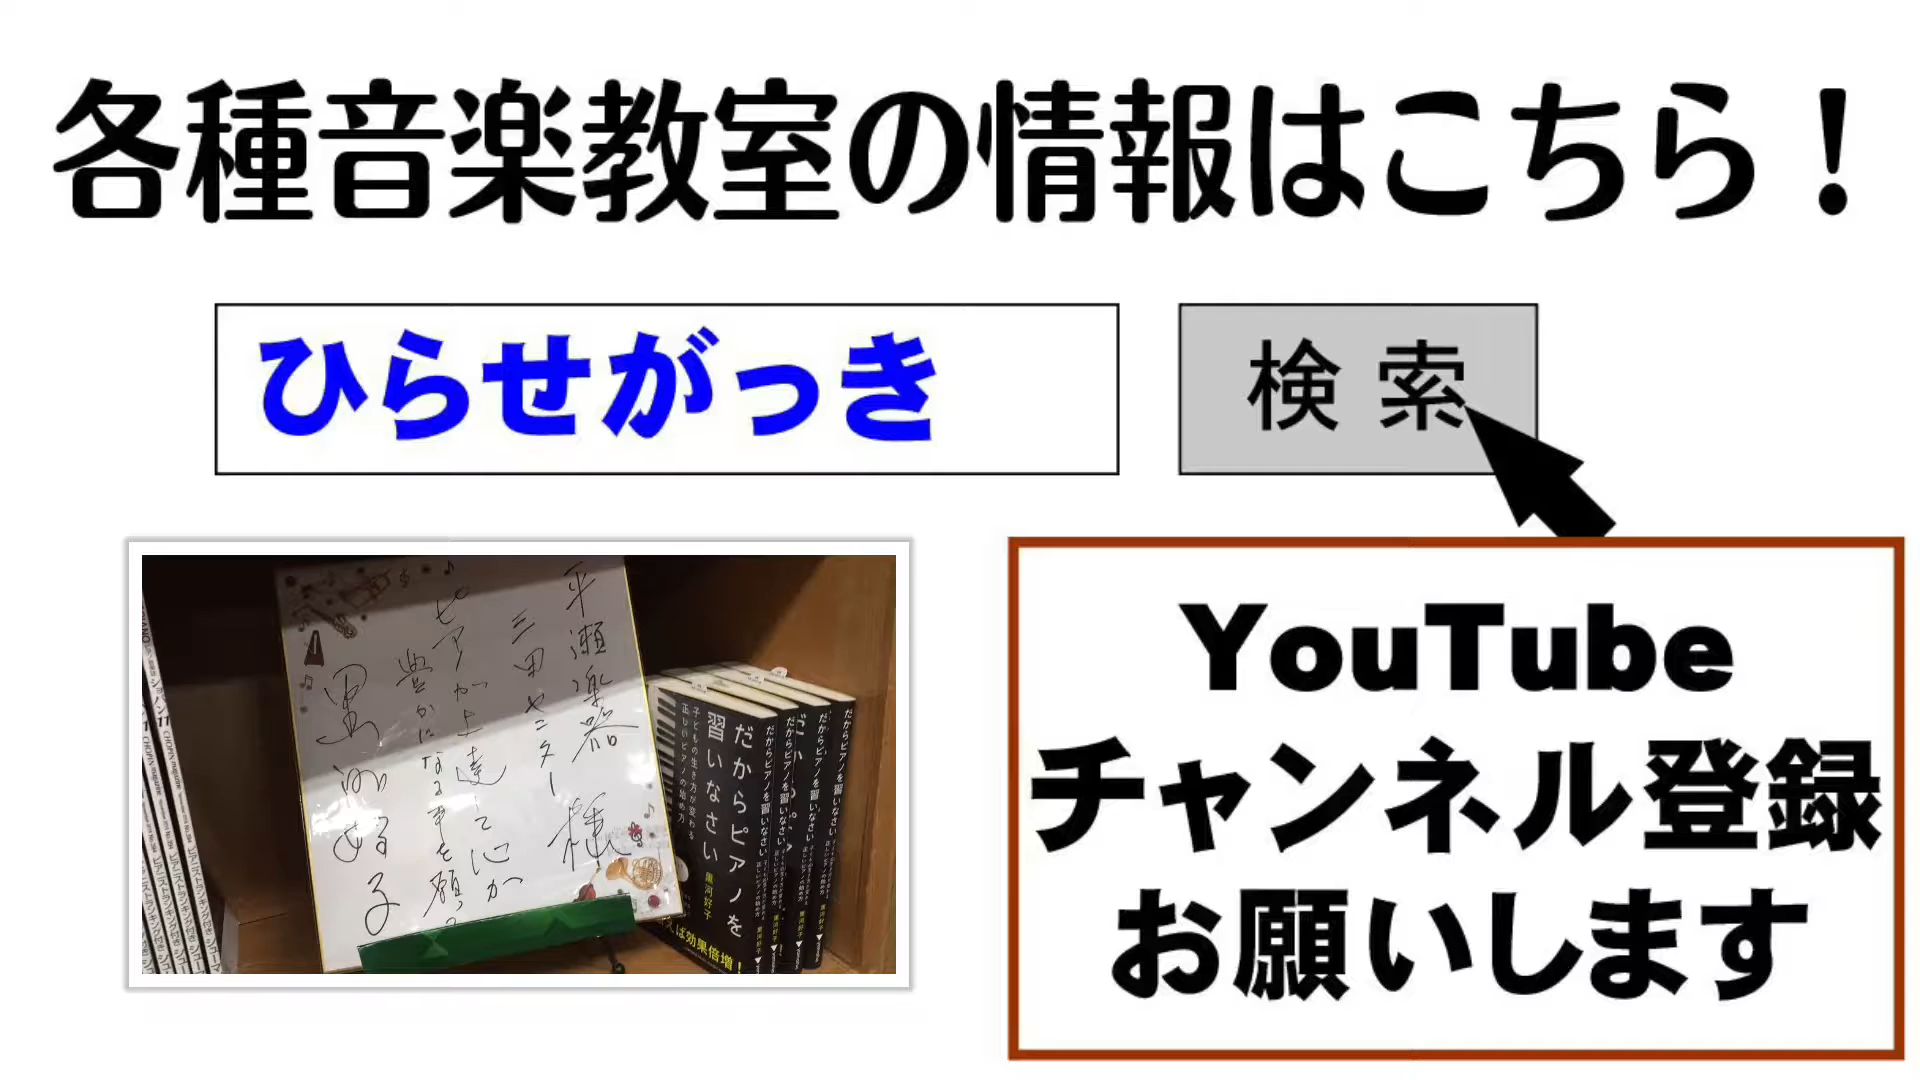 各種音楽教室の情報はこちら！
ひらせがっき
検索
平瀬楽器
三田センター 様
ピアノが上達して心が
豊かになる事を願って
黒河好子
だからピアノを
習いなさい
子どもの生き方が変わる
正しいピアノの始め方
黒河好子
えば効果倍増！
だからピアノを習いなさい
だからピアノを習いなさい
だからピアノを習いなさい
YouTube
チャンネル登録
お願いします